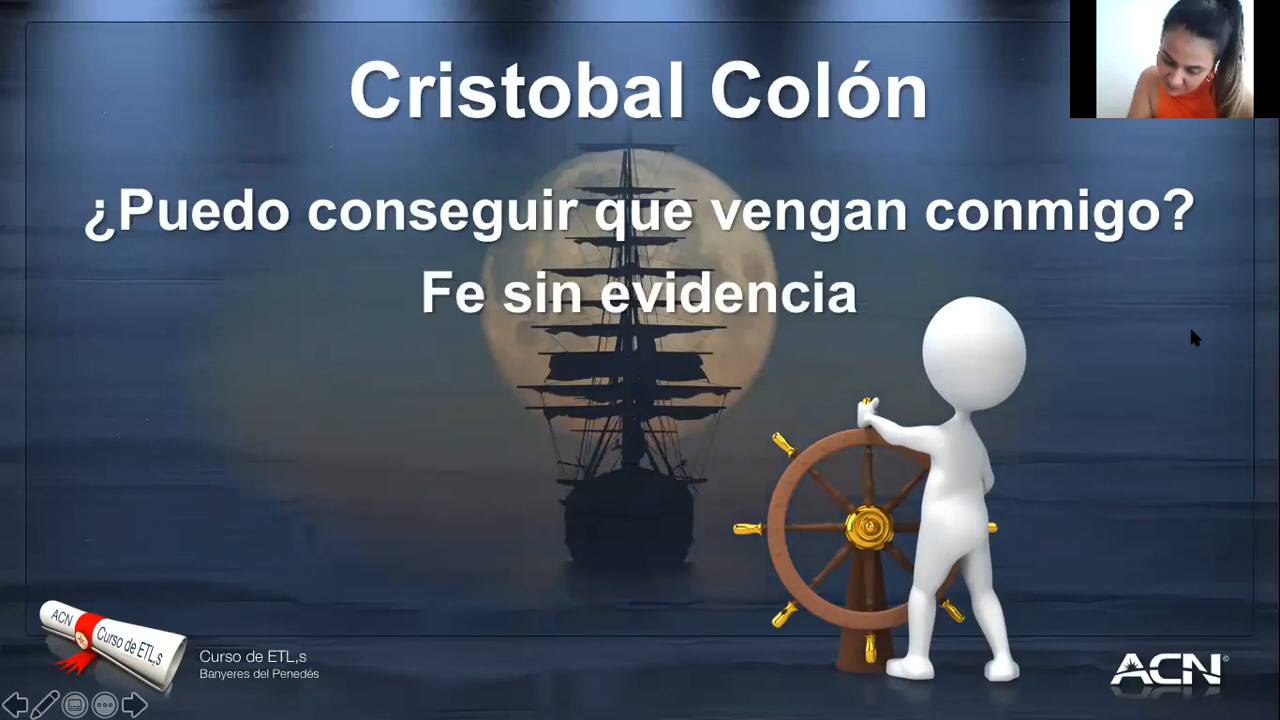 Cristobal Colón
¿Puedo conseguir que vengan conmigo?
Fe sin evidencia
ACN
Curso de ETL,s
Curso de ETL,s
Banyeres del Penedés
ACN